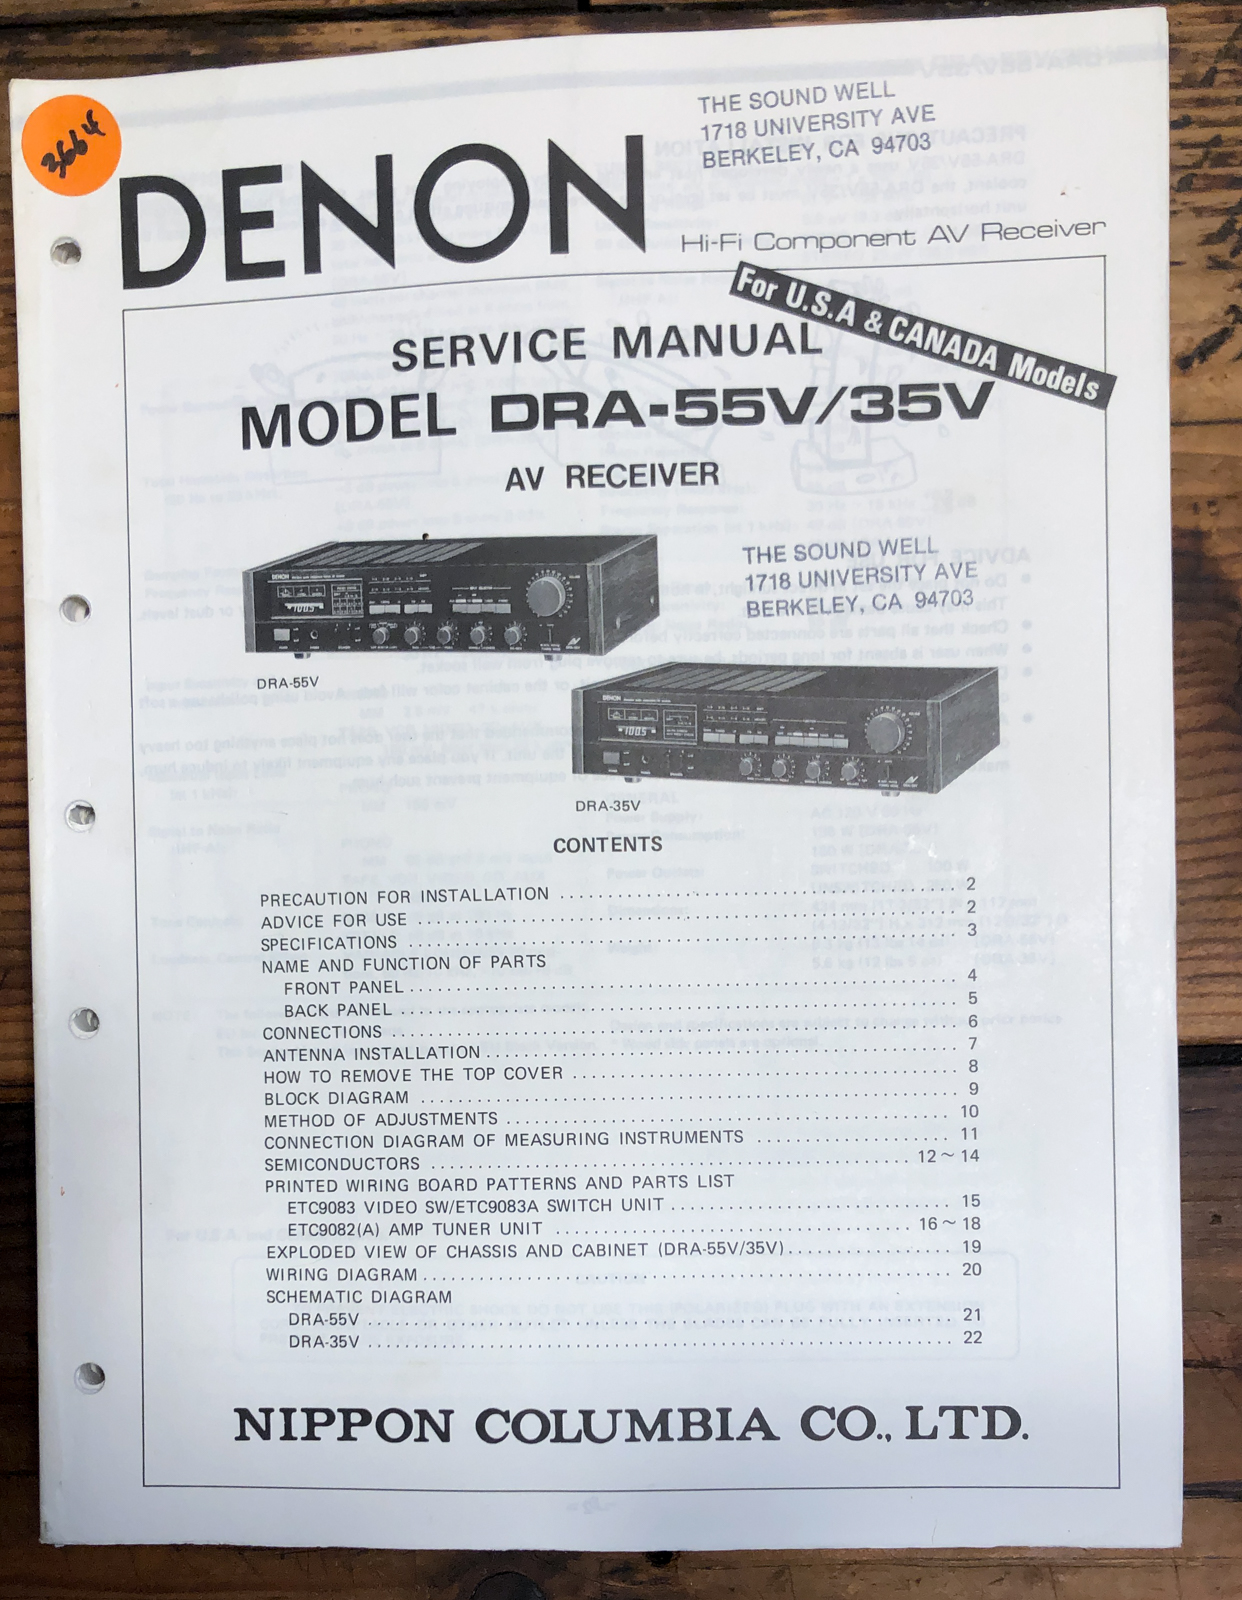 3664
THE SOUND WELL
1718 UNIVERSITY AVE
BERKELEY, CA 94703
DENON
Hi-Fi Component AV Receiver
For U.S.A & CANADA Models
SERVICE MANUAL
MODEL DRA-55V/35V
AV RECEIVER
THE SOUND WELL
1718 UNIVERSITY AVE
BERKELEY, CA 94703
DENON
100.5
DRA-55V
DENON
100.5
DRA-35V
CONTENTS
PRECAUTION FOR INSTALLATION ........ 2
ADVICE FOR USE ........ 2
SPECIFICATIONS ........ 3
NAME AND FUNCTION OF PARTS
FRONT PANEL ........ 4
BACK PANEL ........ 5
CONNECTIONS ........ 6
ANTENNA INSTALLATION ........ 7
HOW TO REMOVE THE TOP COVER ........ 8
BLOCK DIAGRAM ........ 9
METHOD OF ADJUSTMENTS ........ 10
CONNECTION DIAGRAM OF MEASURING INSTRUMENTS ........ 11
SEMICONDUCTORS ........ 12 ~ 14
PRINTED WIRING BOARD PATTERNS AND PARTS LIST
ETC9083 VIDEO SW/ETC9083A SWITCH UNIT ........ 15
ETC9082(A) AMP TUNER UNIT ........ 16 ~ 18
EXPLODED VIEW OF CHASSIS AND CABINET (DRA-55V/35V) ........ 19
WIRING DIAGRAM ........ 20
SCHEMATIC DIAGRAM
DRA-55V ........ 21
DRA-35V ........ 22
NIPPON COLUMBIA CO., LTD.